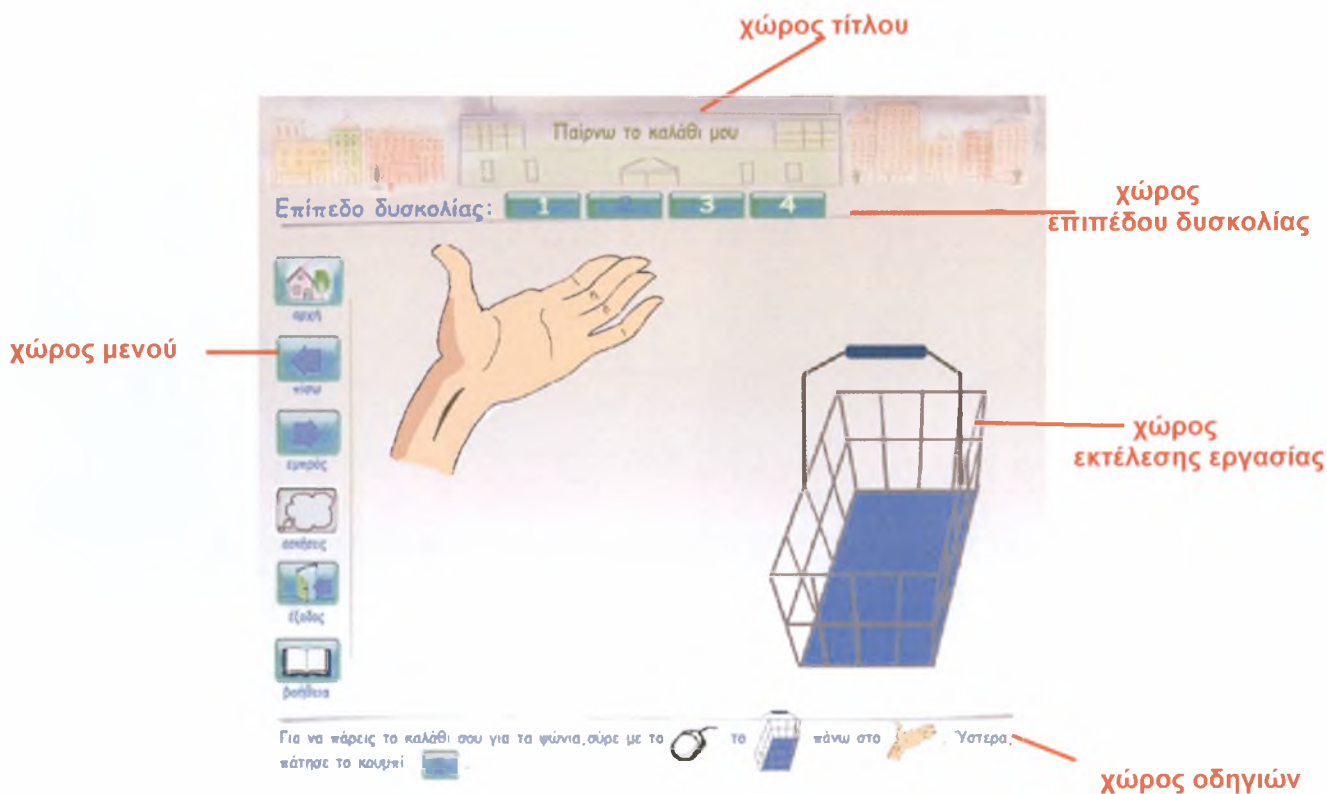 χώρος τίτλου
Παίρνω το καλάθι μου
Επίπεδο δυσκολίας: 1 2 3 4
χώρος
επιπέδου δυσκολίας
αρχή
χώρος μενού
πίσω
εμπρός
χώρος
εκτέλεσης εργασίας
ασκήσεις
έξοδος
βοήθεια
Για να πάρεις το καλάθι σου για τα ψώνια,σύρε με το το πάνω στο . Ύστερα,
πάτησε το κουμπί
χώρος οδηγιών